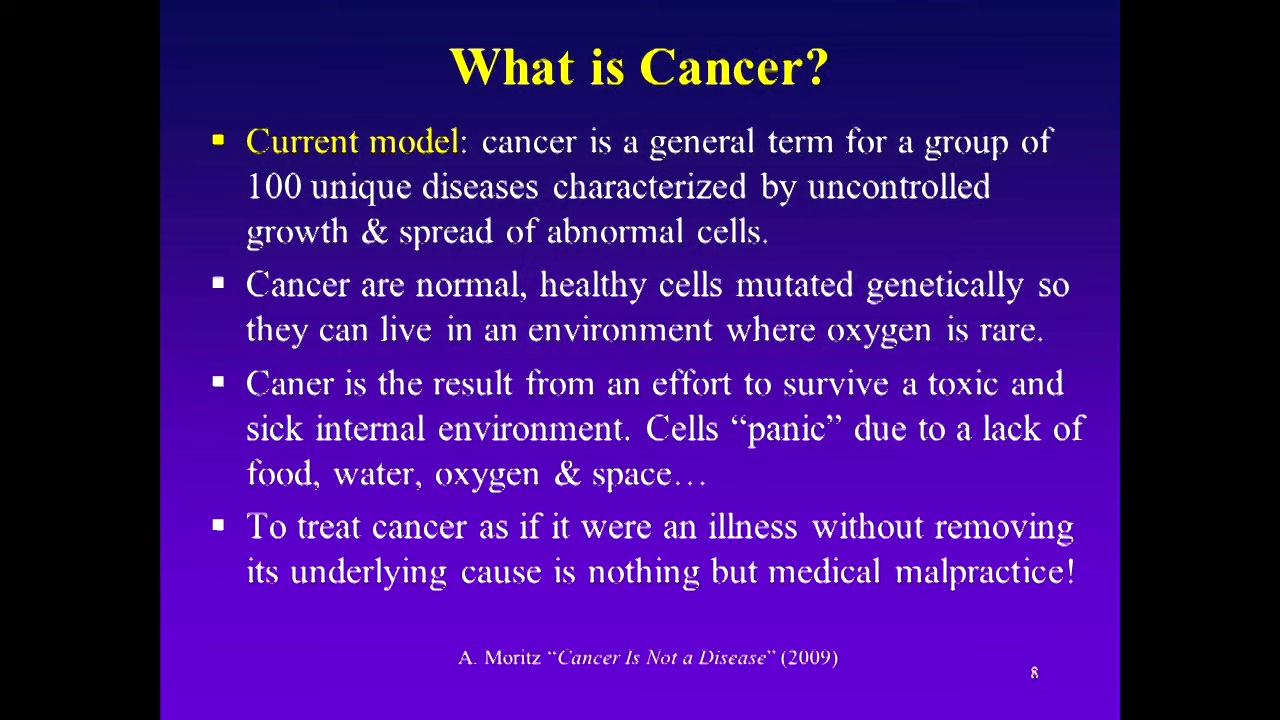 What is Cancer?
▪ Current model: cancer is a general term for a group of
100 unique diseases characterized by uncontrolled
growth & spread of abnormal cells.
▪ Cancer are normal, healthy cells mutated genetically so
they can live in an environment where oxygen is rare.
▪ Caner is the result from an effort to survive a toxic and
sick internal environment. Cells “panic” due to a lack of
food, water, oxygen & space…
▪ To treat cancer as if it were an illness without removing
its underlying cause is nothing but medical malpractice!
A. Moritz “Cancer Is Not a Disease” (2009)
8